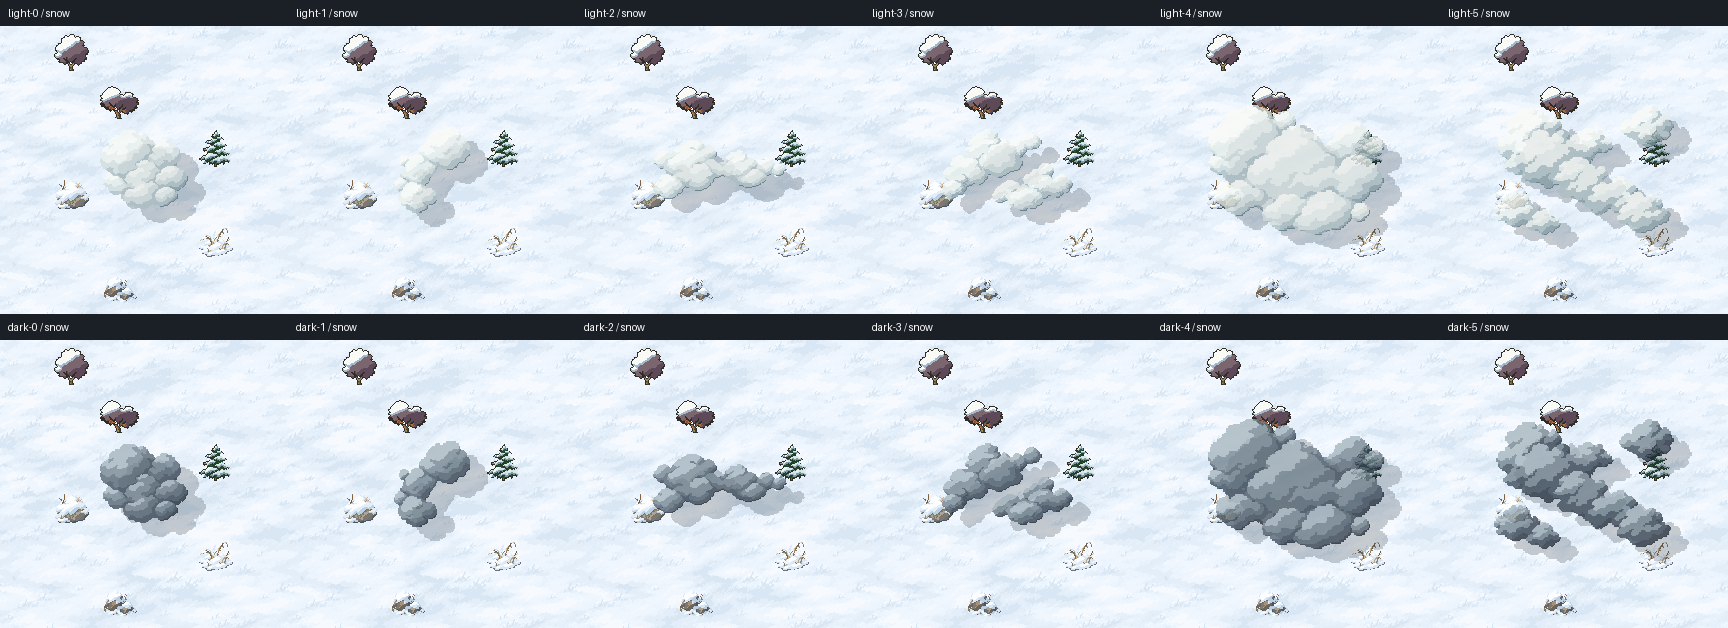 light-0 / snow
light-1 / snow
light-2 / snow
light-3 / snow
light-4 / snow
light-5 / snow
dark-0 / snow
dark-1 / snow
dark-2 / snow
dark-3 / snow
dark-4 / snow
dark-5 / snow